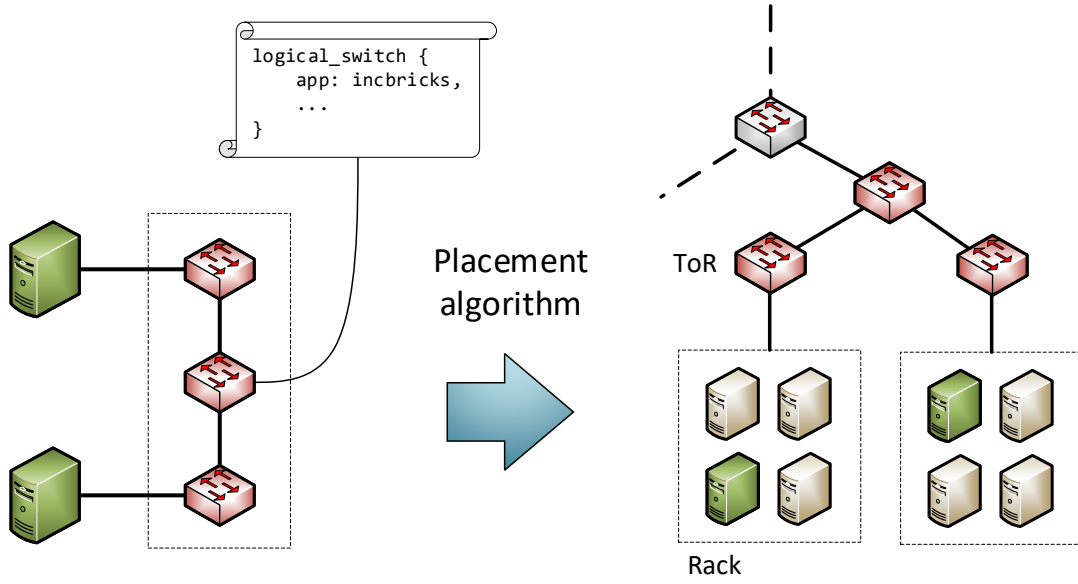 logical_switch {
    app: incbricks,
    ...
}
Placement
algorithm
ToR
Rack